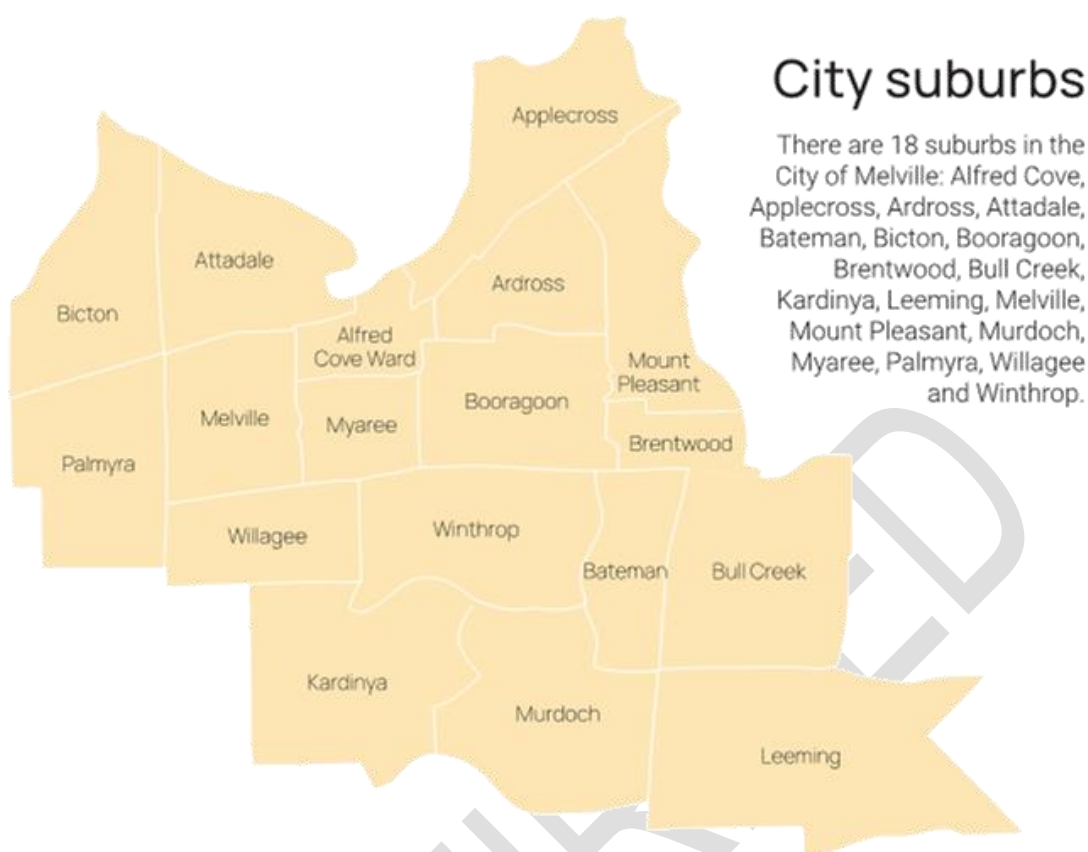 City suburbs
There are 18 suburbs in the
City of Melville: Alfred Cove,
Applecross, Ardross, Attadale,
Bateman, Bicton, Booragoon,
Brentwood, Bull Creek,
Kardinya, Leeming, Melville,
Mount Pleasant, Murdoch,
Myaree, Palmyra, Willagee
and Winthrop.
Applecross
Attadale
Ardross
Bicton
Alfred
Cove Ward
Mount
Pleasant
Booragoon
Melville
Myaree
Brentwood
Palmyra
Willagee
Winthrop
Bateman
Bull Creek
Kardinya
Murdoch
Leeming